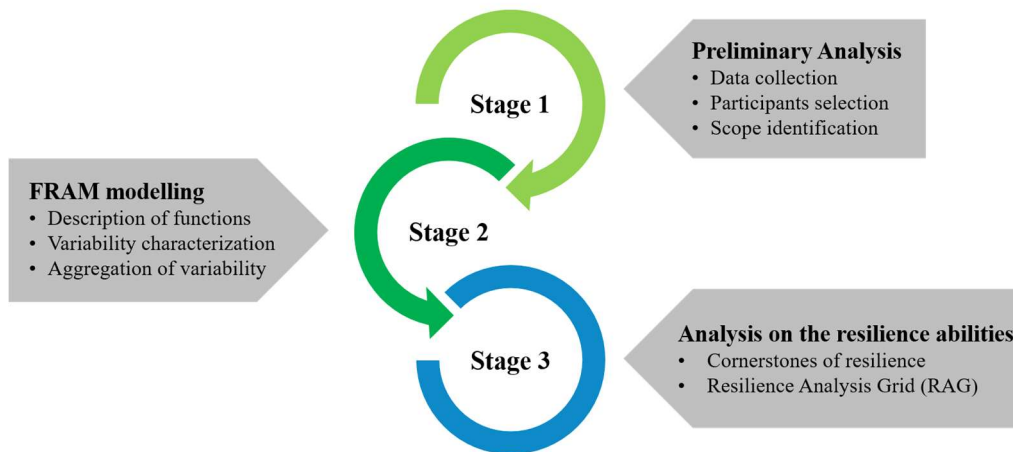 Stage 1
Preliminary Analysis
• Data collection
• Participants selection
• Scope identification
FRAM modelling
• Description of functions
• Variability characterization
• Aggregation of variability
Stage 2
Stage 3
Analysis on the resilience abilities
• Cornerstones of resilience
• Resilience Analysis Grid (RAG)